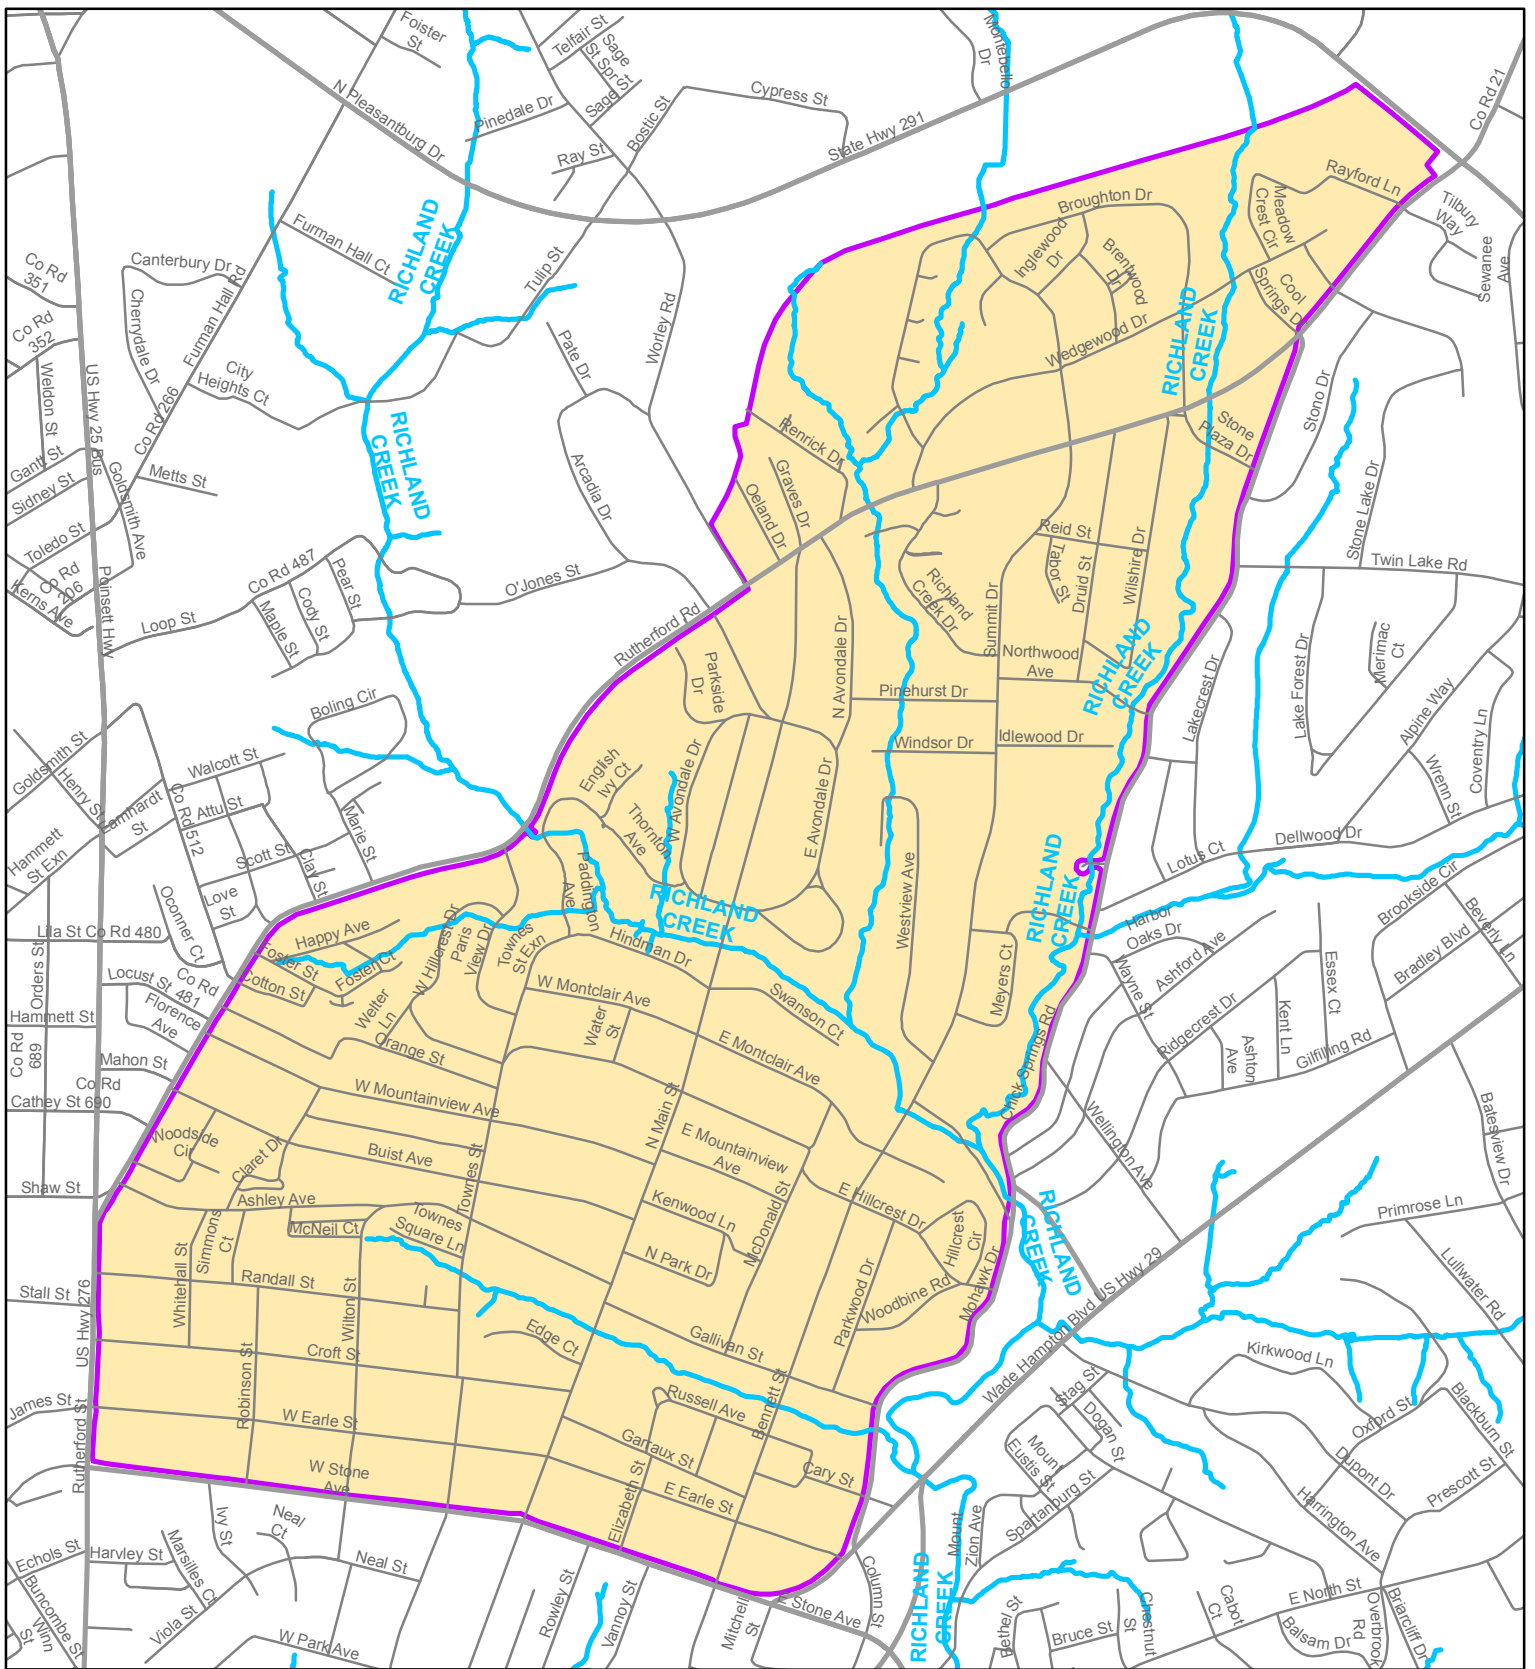 Foister
St
Telfair St
Sage
St Spr
Sage St
Montebello
Dr
Co Rd 21
N Pleasantburg Dr
Pinedale Dr
Bostic St
Cypress St
State Hwy 291
Ray St
Rayford Ln
Tilbury
Way
Sewanee
Ave
Meadow
Crest Cir
Broughton Dr
Inglewood
Dr
Brentwood
Dr
Cool
Springs Dr
Wedgewood Dr
RICHLAND
CREEK
Furman Hall Ct
RICHLAND
CREEK
Tulip St
Canterbury Dr
Co Rd
351
Co Rd
352
Cherrydale Dr
Furman Hall Rd
Worley Rd
Pate Dr
City
Heights Ct
Co Rd 266
US Hwy 25 Bus
Weldon St
Gantt St
Sidney St
Goldsmith Ave
Metts St
RICHLAND
CREEK
Arcadia Dr
Renrick Dr
Graves Dr
Oeland Dr
Stone
Plaza Dr
Stono Dr
Stone Lake Dr
Twin Lake Rd
Toledo St
Co Rd
206
Kerns Ave
Poinsett Hwy
Loop St
Co Rd 487
Pear St
Cody St
Maple St
O'Jones St
Rutherford Rd
Reid St
Tabor St
Druid St
Wilshire Dr
Richland
Creek Dr
Summit Dr
Northwood
Ave
RICHLAND
CREEK
Parkside
Dr
N Avondale Dr
Pinehurst Dr
Windsor Dr
Idlewood Dr
Lakecrest Dr
Lake Forest Dr
Merimac
Ct
Alpine Way
Coventry Ln
Wrenn St
Boling Cir
Goldsmith St
Henry St
Earnhardt
St
Walcott St
Attu St
Co Rd 512
Marie St
Scott St
Clay St
Love
St
Hammett
St Exn
Oconner Ct
English
Ivy Ct
Thornton
Ave
W Avondale Dr
E Avondale Dr
Westview Ave
Paddington
Ave
RICHLAND
CREEK
RICHLAND
CREEK
Lotus Ct
Dellwood Dr
Brookside Cir
Beverly Ln
Bradley Blvd
Harbor
Oaks Dr
Ashford Ave
Wayne St
Essex Ct
Lila St Co Rd 480
Orders St
Happy Ave
Foster St
Foster Ct
Cotton St
W Hillcrest Dr
Paris
View Dr
Townes
St Exn
Hindman Dr
Swanson Ct
Meyers Ct
Locust St
Co Rd
481
Florence
Ave
Hammett St
Co Rd
689
Mahon St
Co Rd
690
Cathey St
Welter
Ln
Orange St
W Montclair Ave
Water
St
E Montclair Ave
Chick Springs Rd
Ridgecrest Dr
Ashton
Ave
Kent Ln
Gilfilling Rd
Batesview Dr
Wellington Ave
W Mountainview Ave
Woodside
Cir
Claret Dr
Buist Ave
Townes St
N Main St
E Mountainview
Ave
Kenwood Ln
McDonald St
E Hillcrest Dr
Hillcrest
Cir
Shaw St
Ashley Ave
McNeil Ct
Townes
Square Ln
Simmons
Ct
Whitehall St
N Park Dr
Parkwood Dr
Woodbine Rd
Mohawk Dr
RICHLAND
CREEK
Primrose Ln
Lullwater Rd
Stall St
US Hwy 276
Randall St
Wilton St
Croft St
Edge Ct
Gallivan St
Wade Hampton Blvd US Hwy 29
Kirkwood Ln
James St
Rutherford St
Robinson St
W Earle St
Russell Ave
Bennett St
Garraux St
Elizabeth St
Cary St
E Earle St
W Stone
Ave
Stag St
Dogan St
Mount
Eustis St
Spartanburg St
Oxford St
Blackburn St
Dupont Dr
Prescott St
Harrington Ave
Ivy St
Neal
Ct
Echols St
Harvley St
Marsilles Ct
Neal St
Buncombe St
Winn
St
Viola St
W Park Ave
Rowley St
Vannoy St
Mitchell
St
E Stone Ave
Column St
RICHLAND
CREEK
Mount
Zion Ave
Bethel St
Bruce St
Chestnut
St
Cabot
Ct
E North St
Balsam Dr
Overbrook
Rd
Briarcliff Dr